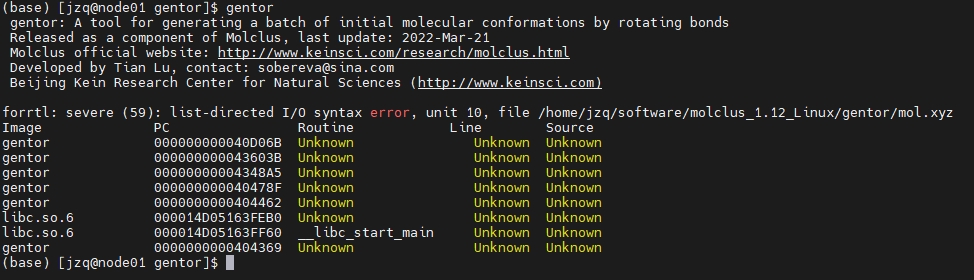 (base) [jzq@node01 gentor]$ gentor
gentor: A tool for generating a batch of initial molecular conformations by rotating bonds
Released as a component of Molclus, last update: 2022-Mar-21
Molclus official website: http://www.keinsci.com/research/molclus.html
Developed by Tian Lu, contact: sobereva@sina.com
Beijing Kein Research Center for Natural Sciences (http://www.keinsci.com)
forrtl: severe (59): list-directed I/O syntax error, unit 10, file /home/jzq/software/molclus_1.12_Linux/gentor/mol.xyz
Image PC Routine Line Source
gentor 000000000040D06B Unknown Unknown Unknown
gentor 000000000043603B Unknown Unknown Unknown
gentor 00000000004348A5 Unknown Unknown Unknown
gentor 000000000040478F Unknown Unknown Unknown
gentor 0000000000404462 Unknown Unknown Unknown
libc.so.6 000014D05163FEB0 Unknown Unknown Unknown
libc.so.6 000014D05163FF60 __libc_start_main Unknown Unknown
gentor 0000000000404369 Unknown Unknown Unknown
(base) [jzq@node01 gentor]$